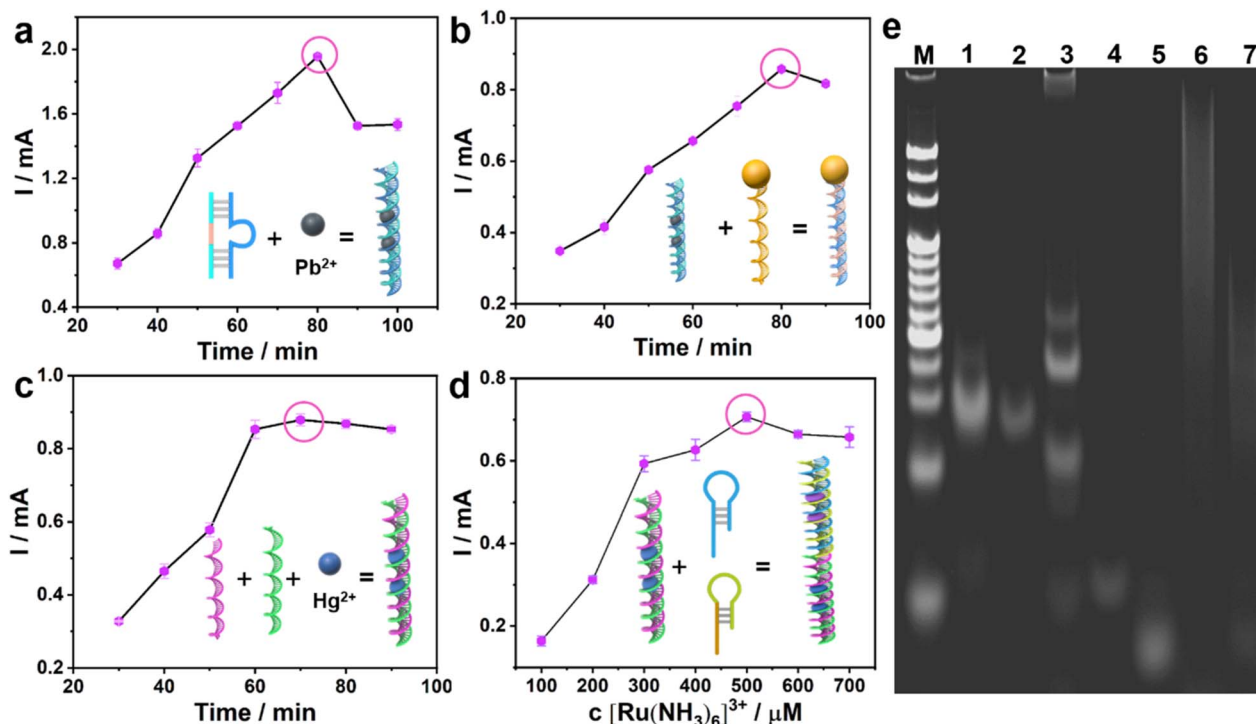 a
I / mA
2.0
1.6
1.2
0.8
0.4
20 40 60 80 100
Time / min
+ =
Pb²⁺
b
I / mA
1.0
0.8
0.6
0.4
0.2
20 40 60 80 100
Time / min
+ =
c
I / mA
1.0
0.8
0.6
0.4
0.2
20 40 60 80 100
Time / min
+ + =
Hg²⁺
d
I / mA
0.8
0.6
0.4
0.2
100 200 300 400 500 600 700
c [Ru(NH₃)₆]³⁺ / μM
+ =
e
M 1 2 3 4 5 6 7